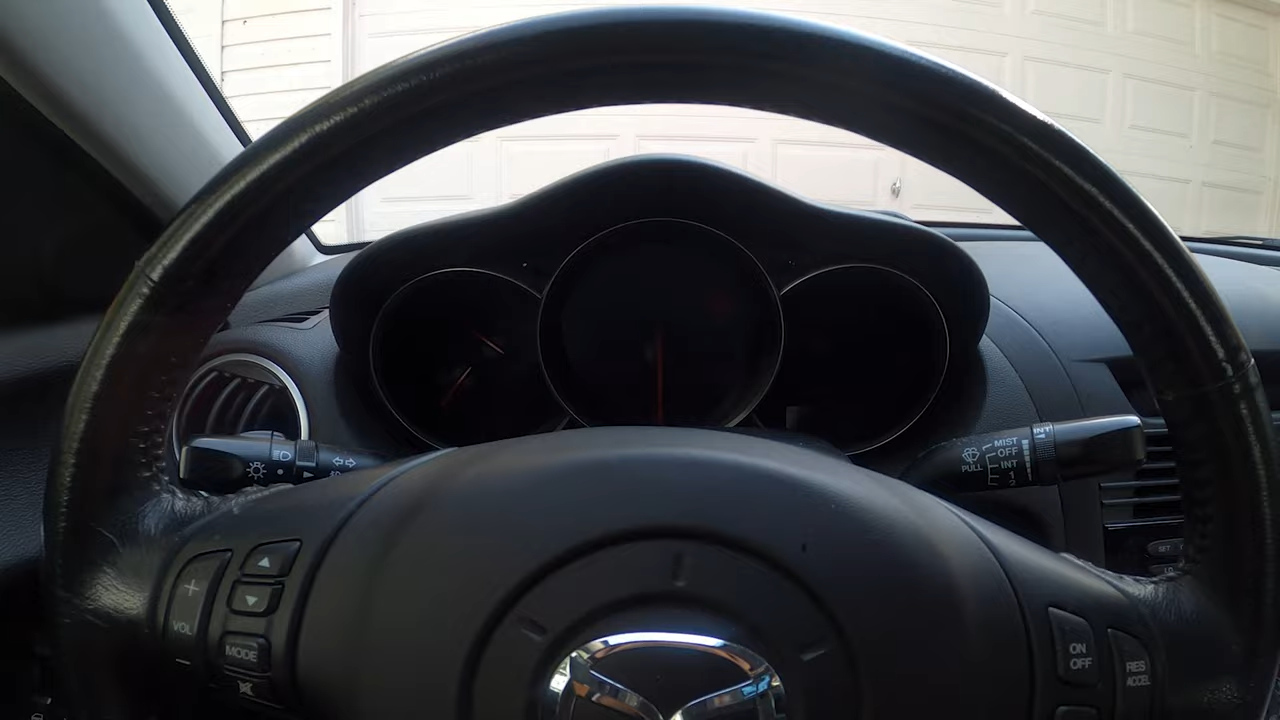 MIST
OFF
INT
1
2
INT
PULL
VOL
MODE
SET
ON
OFF
RES
ACCEL